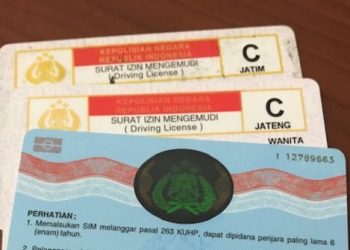 KEPOLISIAN NEGARA
REPUBLIK INDONESIA
SURAT IZIN MENGEMUDI
( Driving License )
C
JATIM
KEPOLISIAN NEGARA
REPUBLIK INDONESIA
SURAT IZIN MENGEMUDI
( Driving License )
C
JATENG
WANITA
I 12799663
PERHATIAN :
1. Memalsukan SIM melanggar pasal 263 KUHP, dapat dipidana penjara paling lama 6
(enam) tahun.